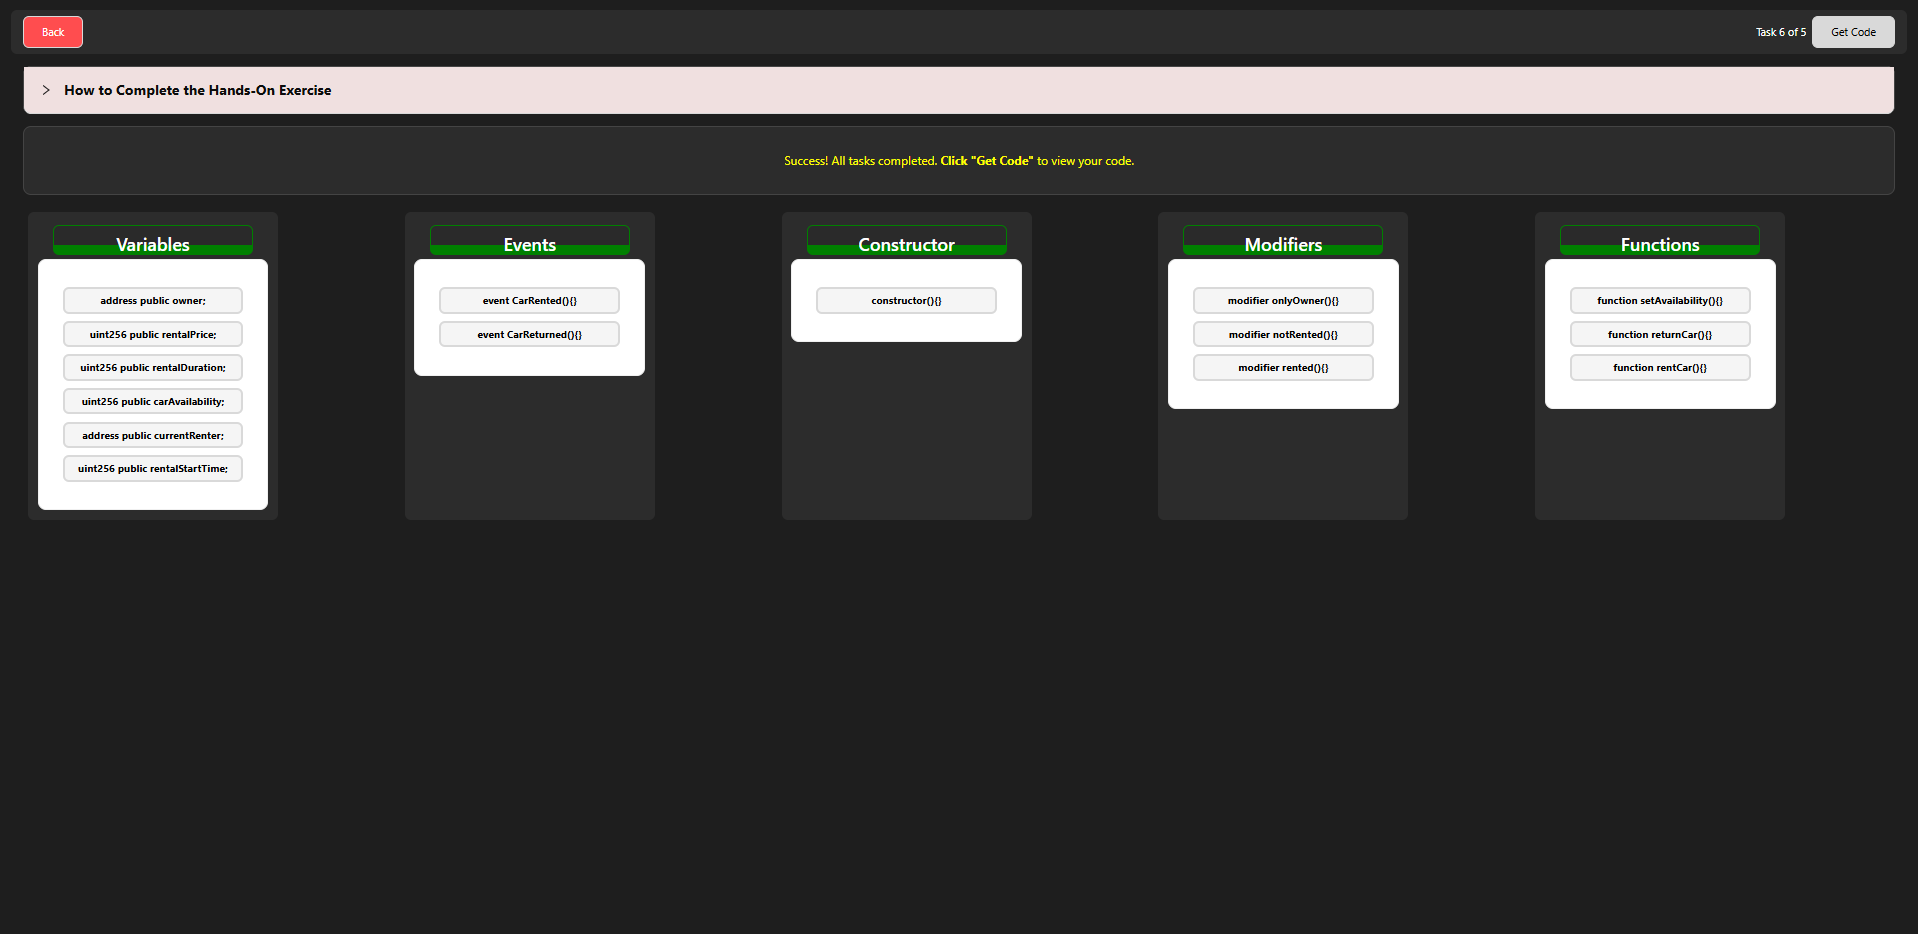 Back
Task 6 of 5
Get Code
How to Complete the Hands-On Exercise
Success! All tasks completed. Click "Get Code" to view your code.
Variables
address public owner;
uint256 public rentalPrice;
uint256 public rentalDuration;
uint256 public carAvailability;
address public currentRenter;
uint256 public rentalStartTime;
Events
event CarRented(){}
event CarReturned(){}
Constructor
constructor(){}
Modifiers
modifier onlyOwner(){}
modifier notRented(){}
modifier rented(){}
Functions
function setAvailability(){}
function returnCar(){}
function rentCar(){}